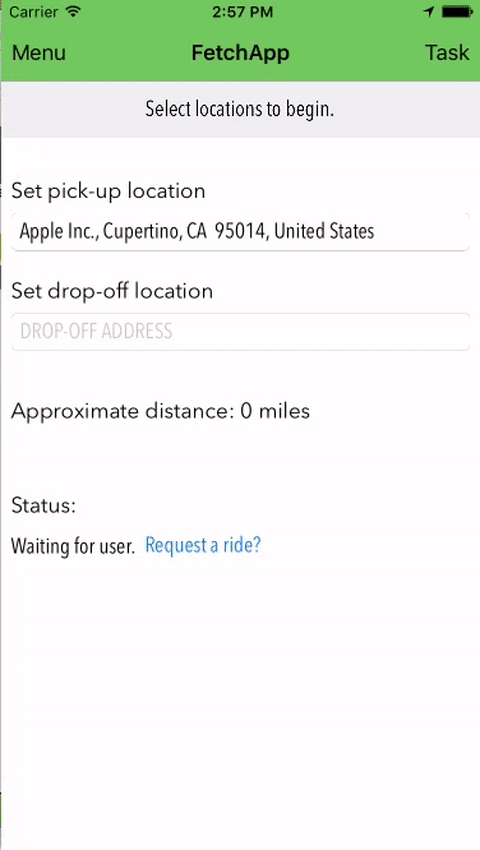 Carrier 2:57 PM
Menu FetchApp Task
Select locations to begin.
Set pick-up location
Apple Inc., Cupertino, CA  95014, United States
Set drop-off location
DROP-OFF ADDRESS
Approximate distance: 0 miles
Status:
Waiting for user. Request a ride?